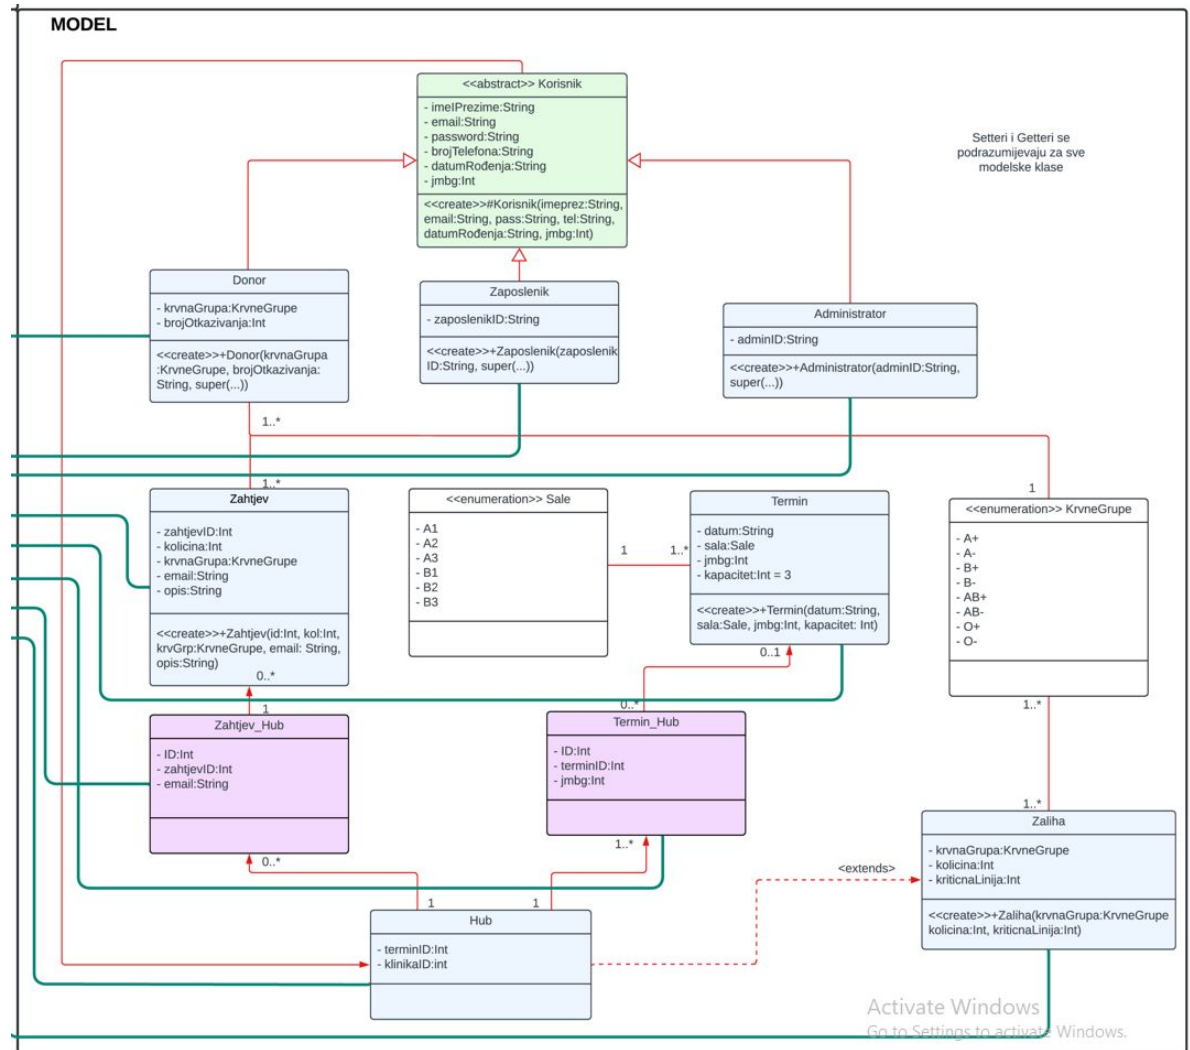 MODEL
<<abstract>> Korisnik
- imeIPrezime:String
- email:String
- password:String
- brojTelefona:String
- datumRođenja:String
- jmbg:Int
<<create>>#Korisnik(imeprez:String,
email:String, pass:String, tel:String,
datumRođenja:String, jmbg:Int)
Setteri i Getteri se
podrazumijevaju za sve
modelske klase
Donor
- krvnaGrupa:KrvneGrupe
- brojOtkazivanja:Int
<<create>>+Donor(krvnaGrupa
:KrvneGrupe, brojOtkazivanja:
String, super(...))
Zaposlenik
- zaposlenikID:String
<<create>>+Zaposlenik(zaposlenik
ID:String, super(...))
Administrator
- adminID:String
<<create>>+Administrator(adminID:String,
super(...))
1..*
1..*
1
Zahtjev
- zahtjevID:Int
- kolicina:Int
- krvnaGrupa:KrvneGrupe
- email:String
- opis:String
<<create>>+Zahtjev(id:Int, kol:Int,
krvGrp:KrvneGrupe, email: String,
opis:String)
0..*
<<enumeration>> Sale
- A1
- A2
- A3
- B1
- B2
- B3
1
1..*
Termin
- datum:String
- sala:Sale
- jmbg:Int
- kapacitet:Int = 3
<<create>>+Termin(datum:String,
sala:Sale, jmbg:Int, kapacitet: Int)
0..1
<<enumeration>> KrvneGrupe
- A+
- A-
- B+
- B-
- AB+
- AB-
- O+
- O-
1..*
1
Zahtjev_Hub
- ID:Int
- zahtjevID:Int
- email:String
0..*
0..*
Termin_Hub
- ID:Int
- terminID:Int
- jmbg:Int
1..*
1..*
Zaliha
- krvnaGrupa:KrvneGrupe
- kolicina:Int
- kriticnaLinija:Int
<<create>>+Zaliha(krvnaGrupa:KrvneGrupe
kolicina:Int, kriticnaLinija:Int)
<extends>
1
1
Hub
- terminID:Int
- klinikaID:int
Activate Windows
Go to Settings to activate Windows.